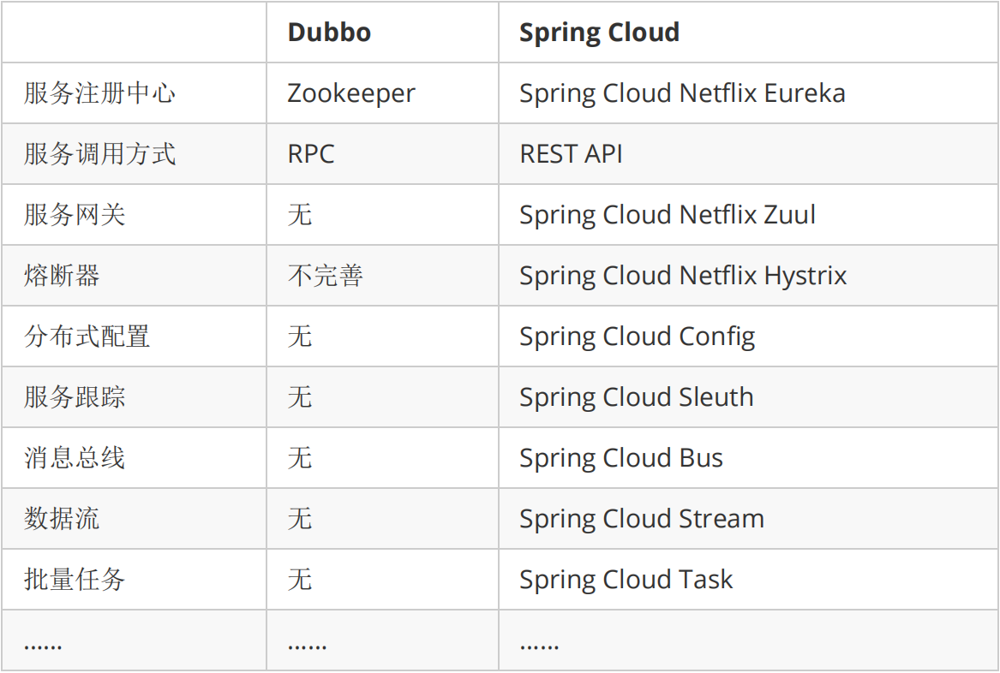 Dubbo Spring Cloud
服务注册中心 Zookeeper Spring Cloud Netflix Eureka
服务调用方式 RPC REST API
服务网关 无 Spring Cloud Netflix Zuul
熔断器 不完善 Spring Cloud Netflix Hystrix
分布式配置 无 Spring Cloud Config
服务跟踪 无 Spring Cloud Sleuth
消息总线 无 Spring Cloud Bus
数据流 无 Spring Cloud Stream
批量任务 无 Spring Cloud Task
…… …… ……